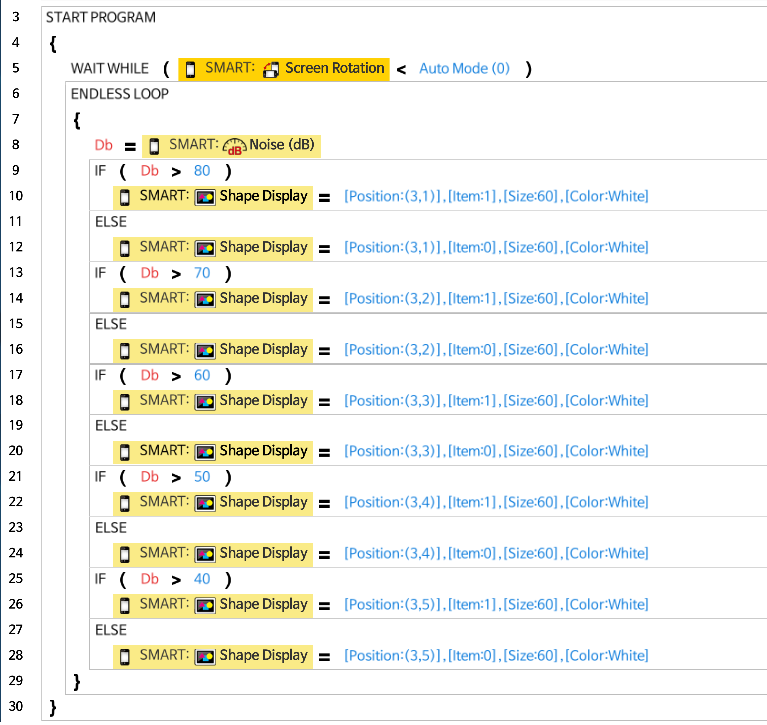 3 START PROGRAM
4 {
5 WAIT WHILE ( SMART: Screen Rotation < Auto Mode (0) )
6 ENDLESS LOOP
7 {
8 Db = SMART: dB Noise (dB)
9 IF ( Db > 80 )
10 SMART: Shape Display = [Position:(3,1)],[Item:1],[Size:60],[Color:White]
11 ELSE
12 SMART: Shape Display = [Position:(3,1)],[Item:0],[Size:60],[Color:White]
13 IF ( Db > 70 )
14 SMART: Shape Display = [Position:(3,2)],[Item:1],[Size:60],[Color:White]
15 ELSE
16 SMART: Shape Display = [Position:(3,2)],[Item:0],[Size:60],[Color:White]
17 IF ( Db > 60 )
18 SMART: Shape Display = [Position:(3,3)],[Item:1],[Size:60],[Color:White]
19 ELSE
20 SMART: Shape Display = [Position:(3,3)],[Item:0],[Size:60],[Color:White]
21 IF ( Db > 50 )
22 SMART: Shape Display = [Position:(3,4)],[Item:1],[Size:60],[Color:White]
23 ELSE
24 SMART: Shape Display = [Position:(3,4)],[Item:0],[Size:60],[Color:White]
25 IF ( Db > 40 )
26 SMART: Shape Display = [Position:(3,5)],[Item:1],[Size:60],[Color:White]
27 ELSE
28 SMART: Shape Display = [Position:(3,5)],[Item:0],[Size:60],[Color:White]
29 }
30 }